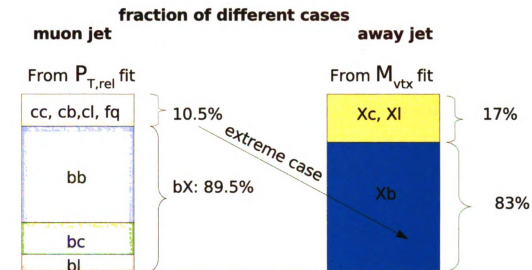 fraction of different cases
muon jet
away jet
From P_T,rel fit
From M_vtx fit
cc, cb,cl, fq
10.5%
Xc, Xl
17%
extreme case
bb
bX: 89.5%
Xb
83%
bc
bl